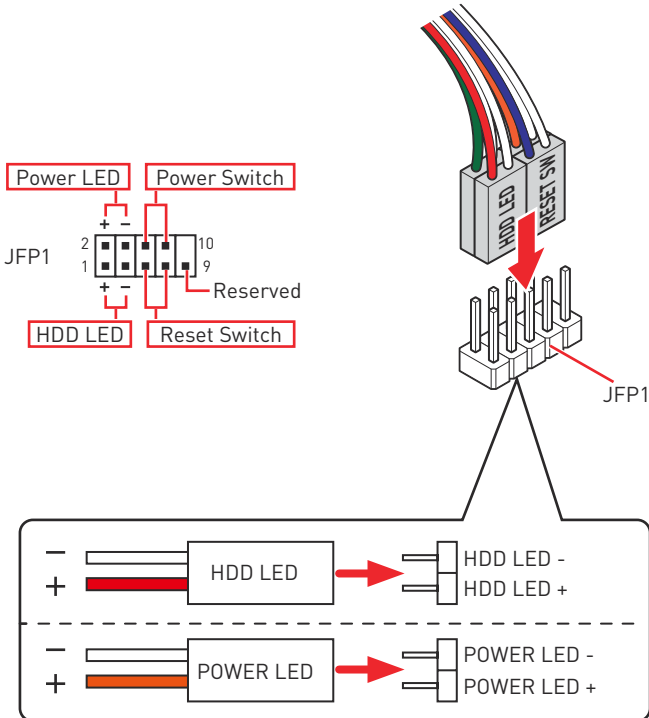 Power LED
Power Switch
+ −
2
10
JFP1
1
9
+ −
Reserved
HDD LED
Reset Switch
HDD LED
RESET SW
JFP1
−
+
HDD LED
HDD LED -
HDD LED +
−
+
POWER LED
POWER LED -
POWER LED +